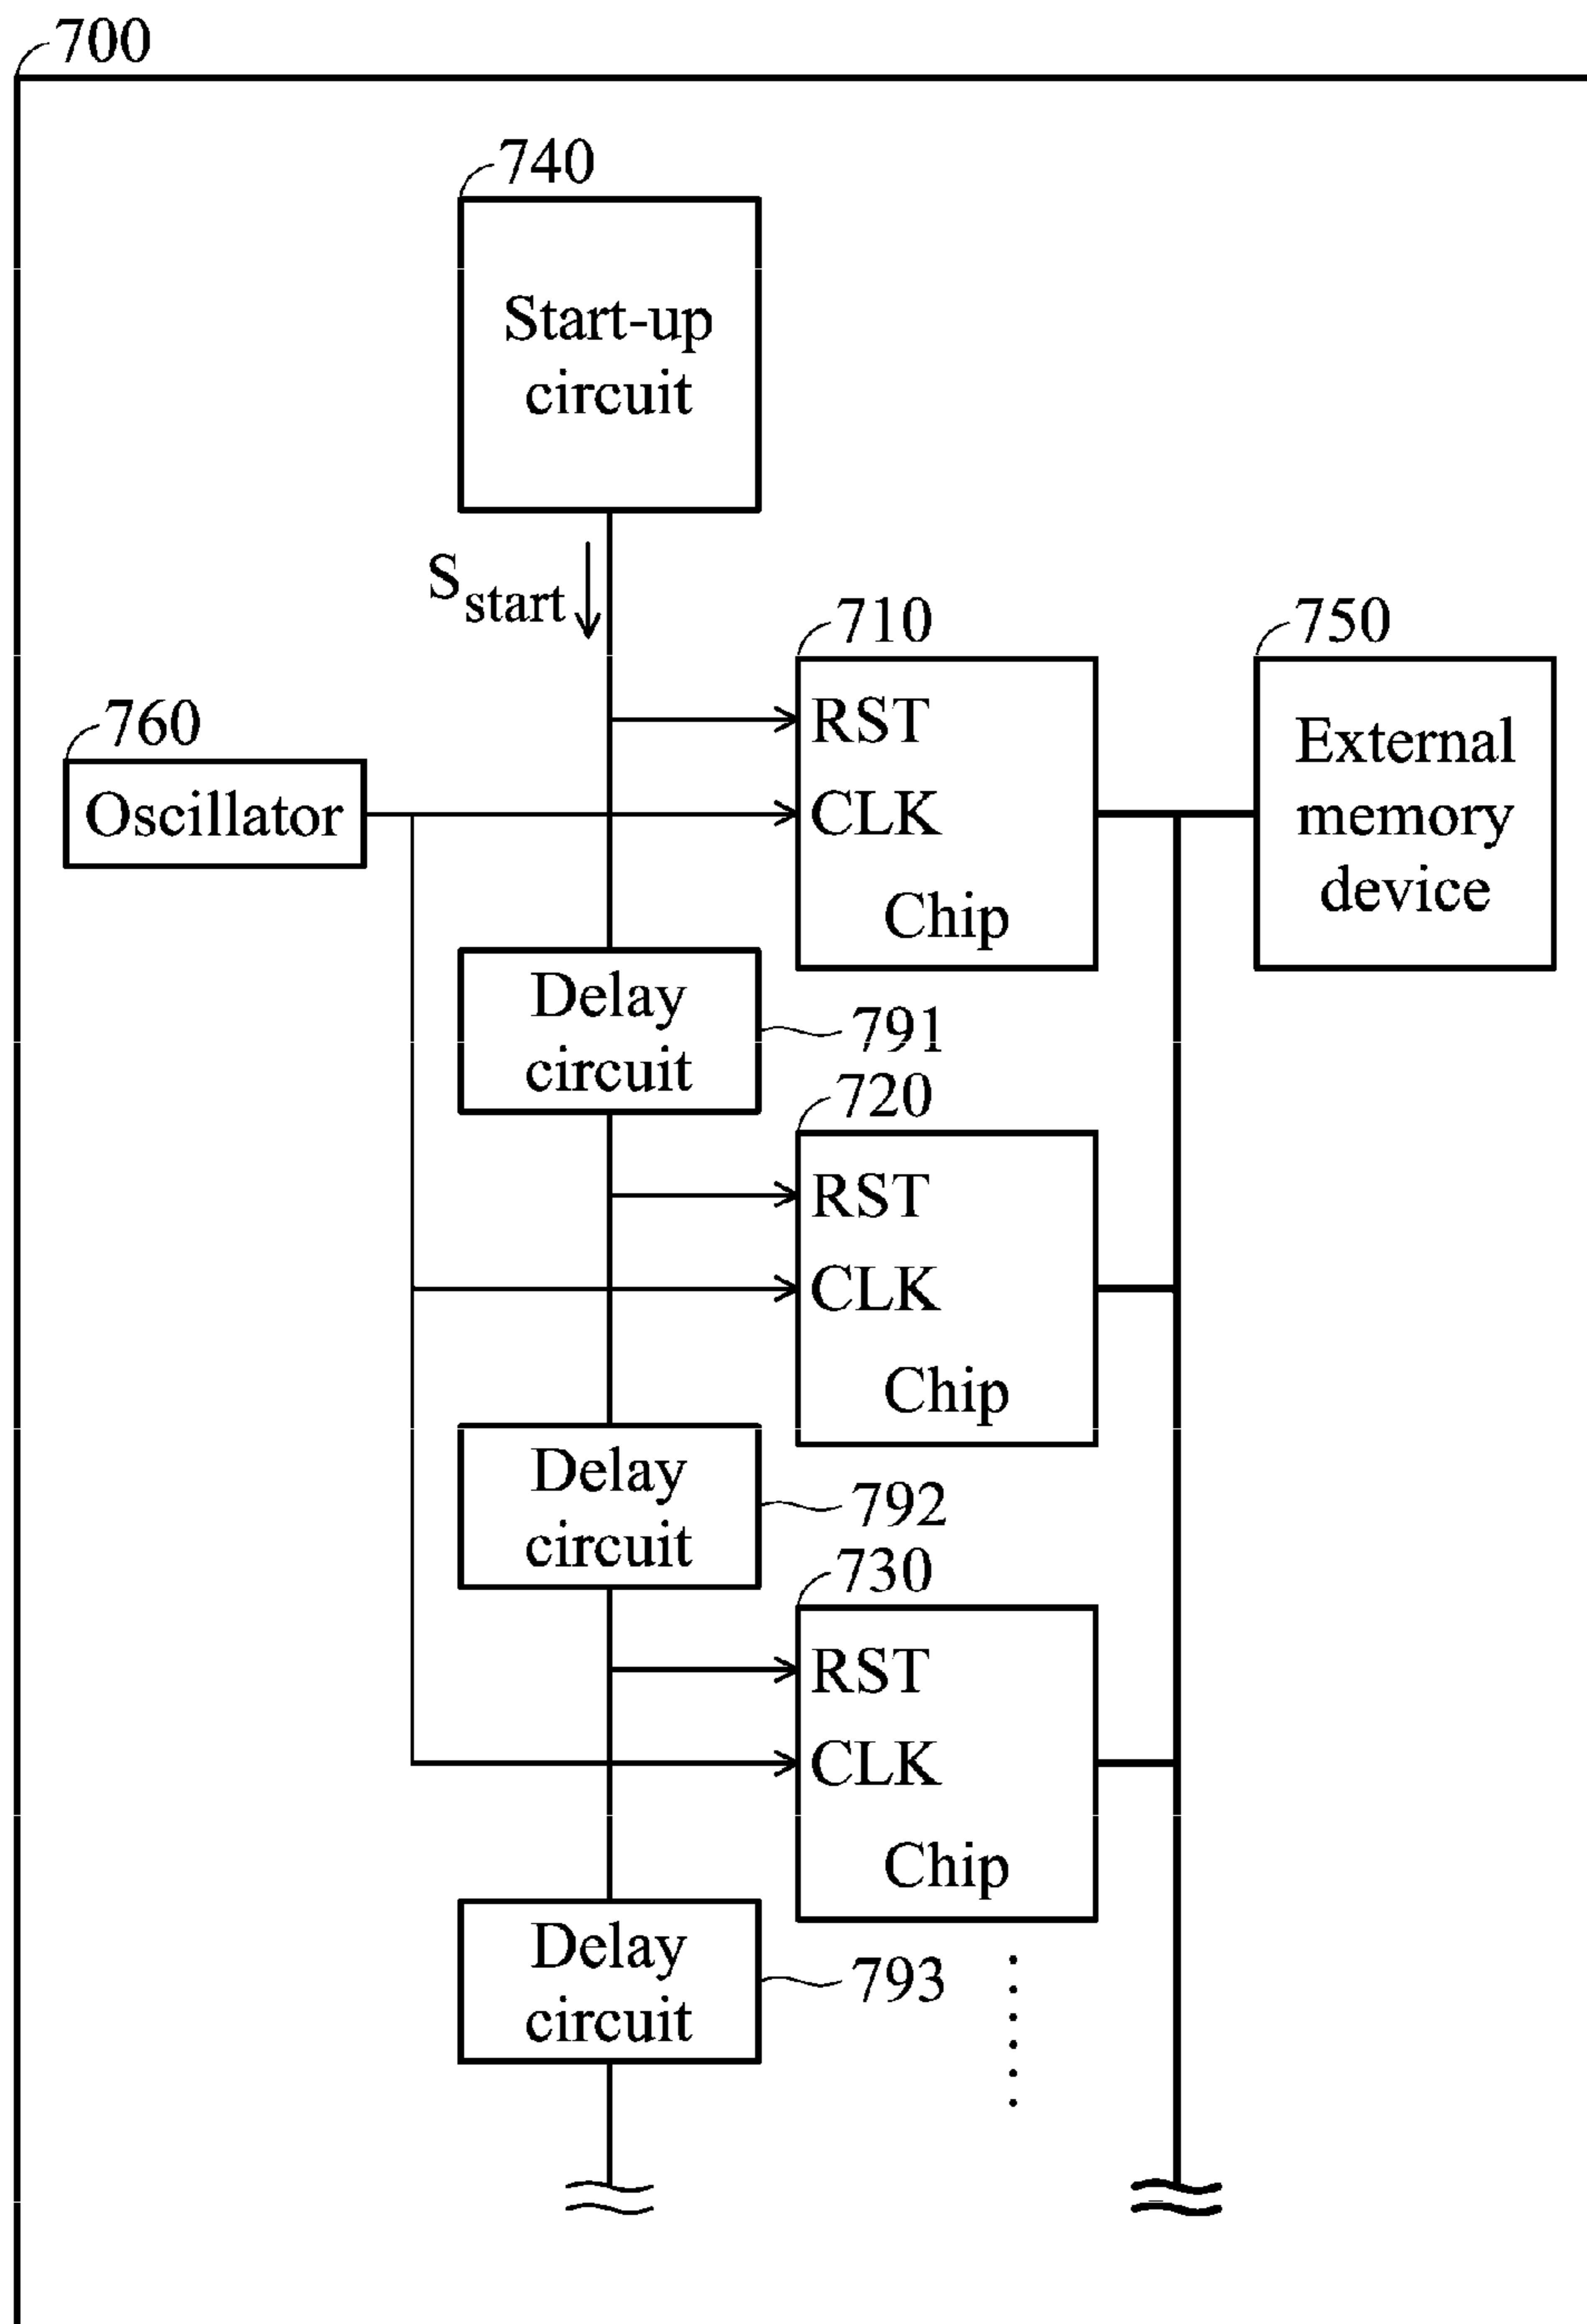 700
740
Start-up
circuit
Sstart
710
750
760
RST
External
Oscillator
CLK
memory
Chip
device
Delay
circuit
791
720
RST
CLK
Chip
Delay
circuit
792
730
RST
CLK
Chip
Delay
circuit
793